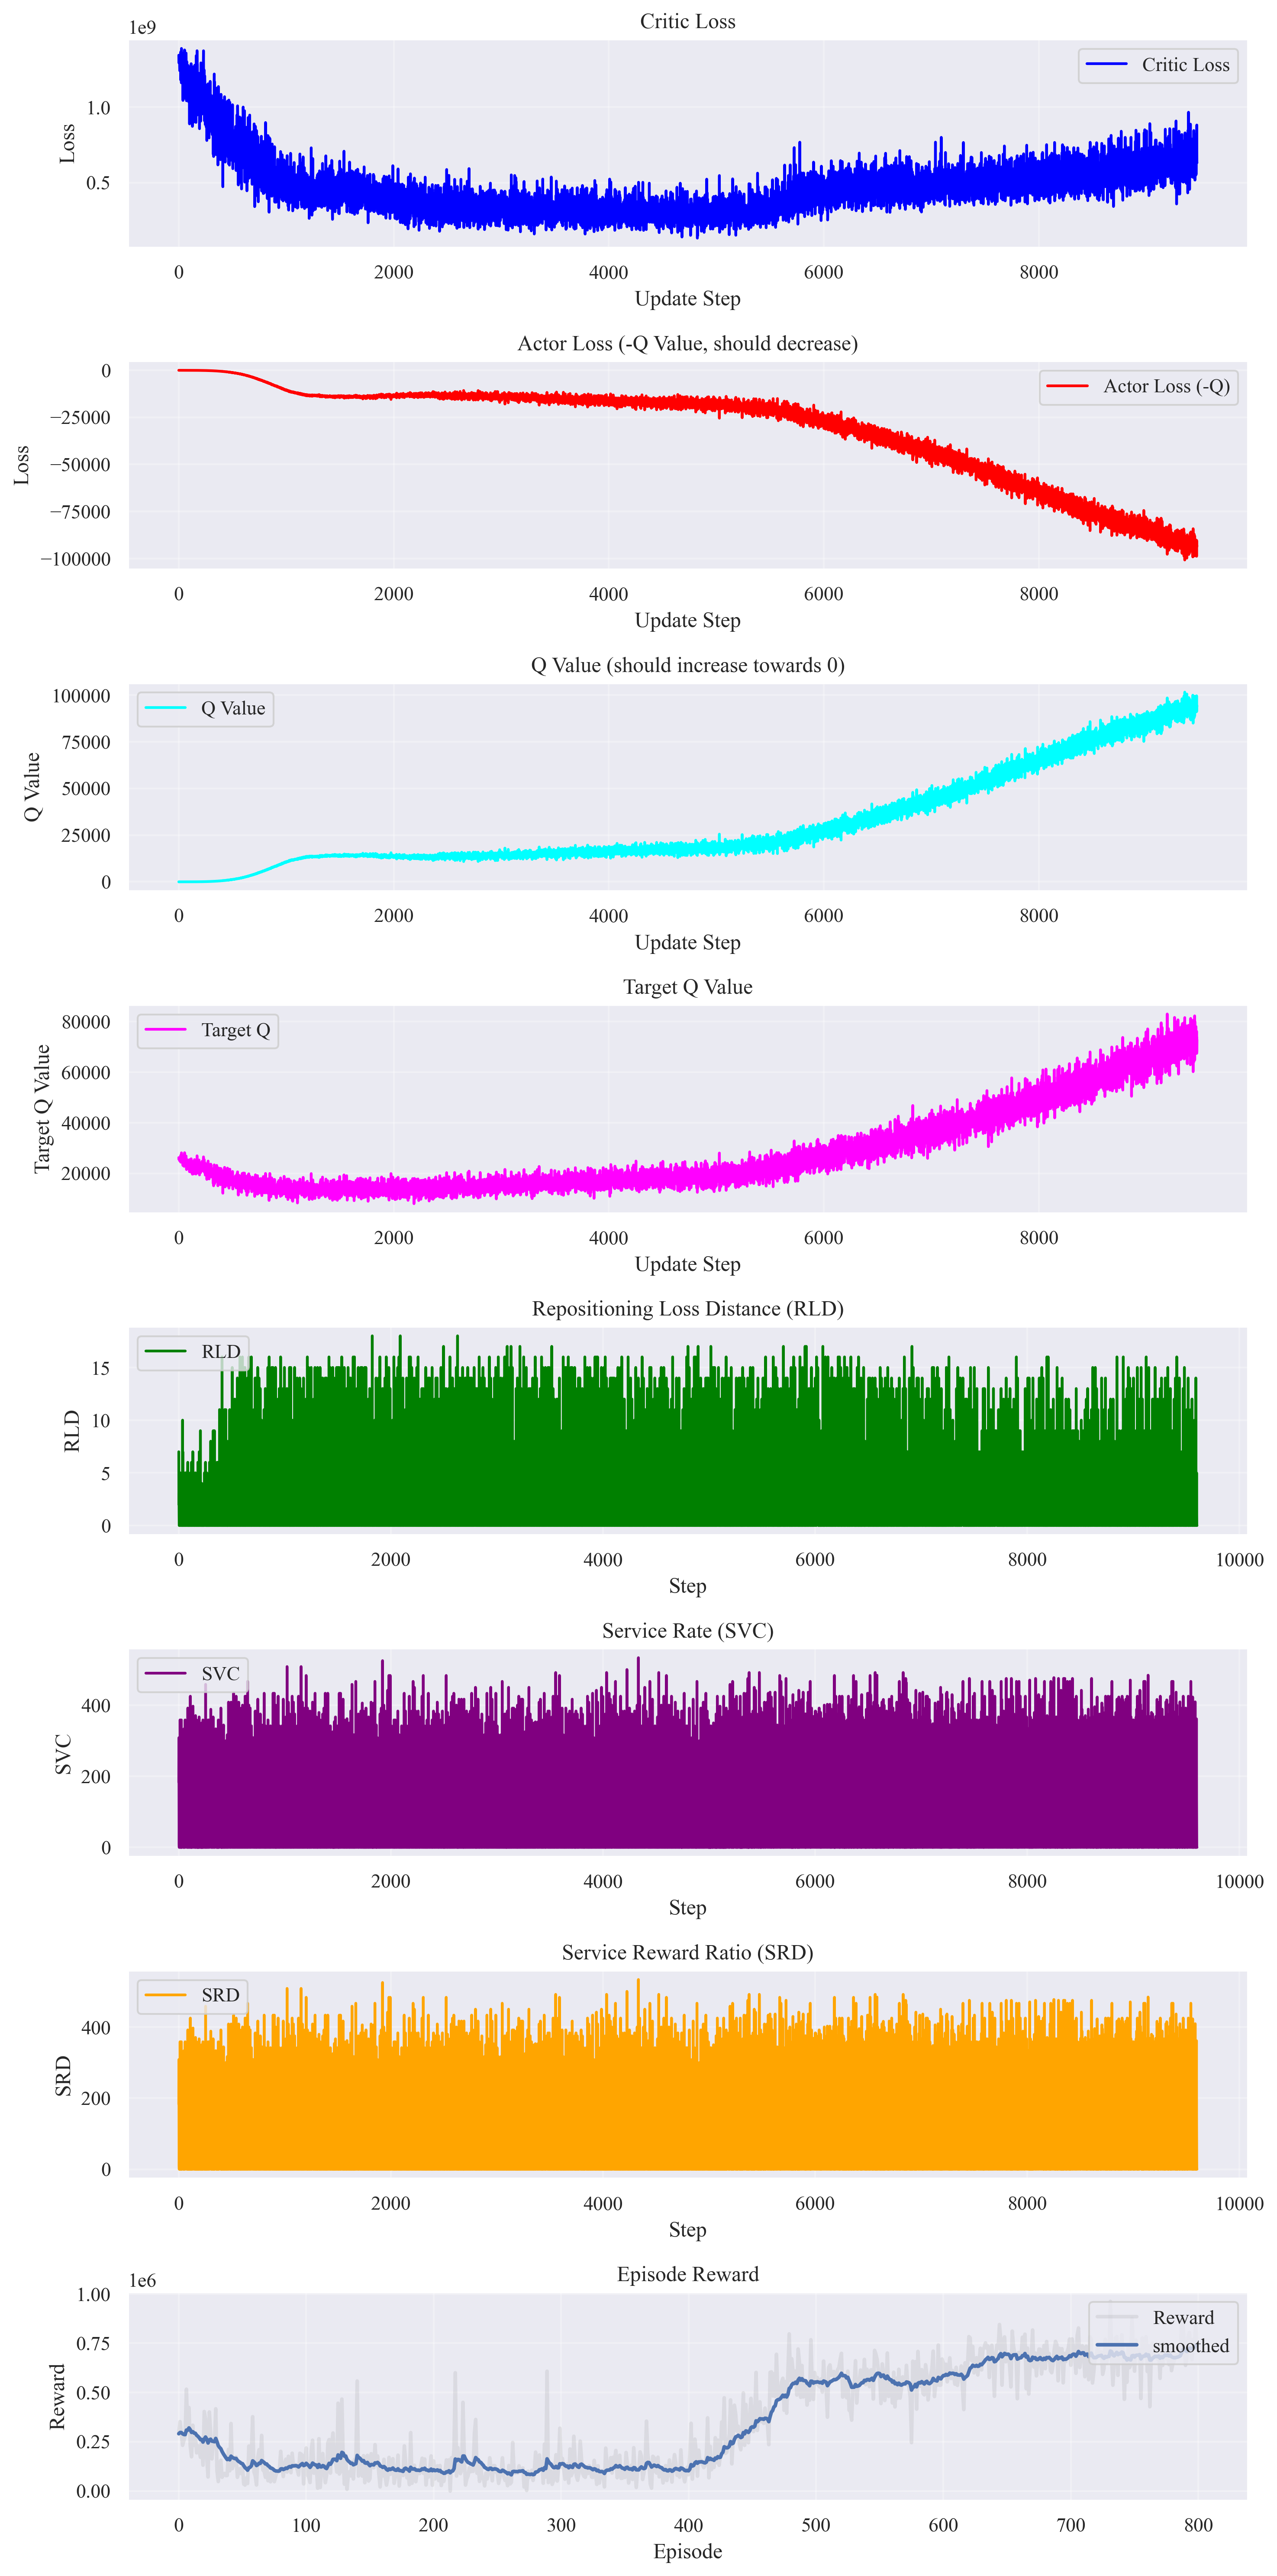 Critic Loss
1e9
Critic Loss
1.0
0.5
Loss
0 2000 4000 6000 8000
Update Step
Actor Loss (-Q Value, should decrease)
Actor Loss (-Q)
0
−25000
−50000
−75000
−100000
Loss
0 2000 4000 6000 8000
Update Step
Q Value (should increase towards 0)
Q Value
100000
75000
50000
25000
0
Q Value
0 2000 4000 6000 8000
Update Step
Target Q Value
Target Q
80000
60000
40000
20000
Target Q Value
0 2000 4000 6000 8000
Update Step
Repositioning Loss Distance (RLD)
RLD
15
10
5
0
RLD
0 2000 4000 6000 8000 10000
Step
Service Rate (SVC)
SVC
400
200
0
SVC
0 2000 4000 6000 8000 10000
Step
Service Reward Ratio (SRD)
SRD
400
200
0
SRD
0 2000 4000 6000 8000 10000
Step
Episode Reward
1e6
Reward
smoothed
1.00
0.75
0.50
0.25
0.00
Reward
0 100 200 300 400 500 600 700 800
Episode